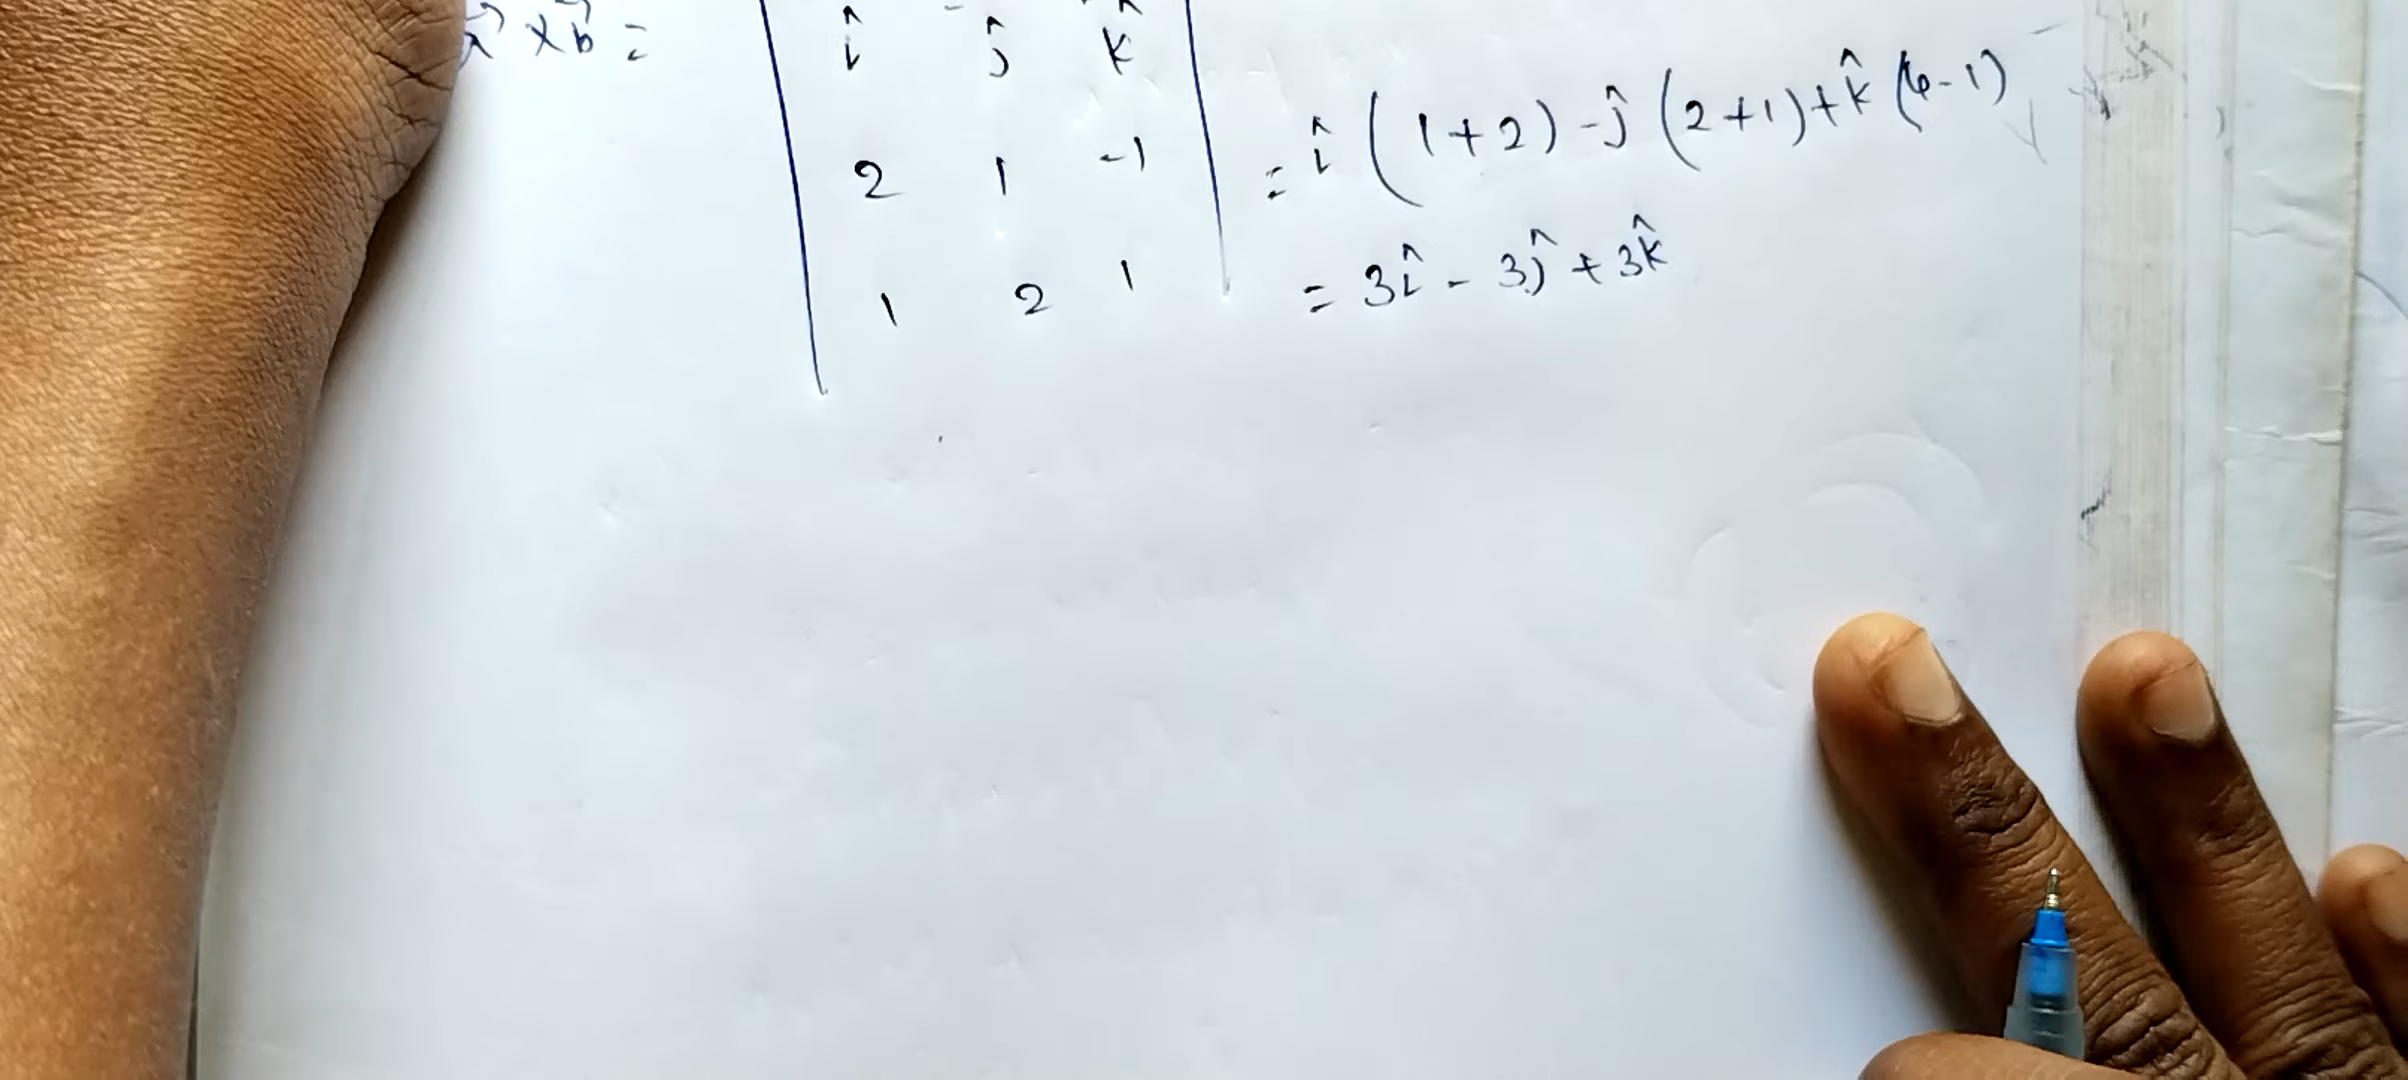 a⃗ × b⃗ =
| î ĵ k̂ |
| 2 1 -1 | = î (1+2) - ĵ (2+1) + k̂ (4-1)
| 1 2 1 | = 3î - 3ĵ + 3k̂